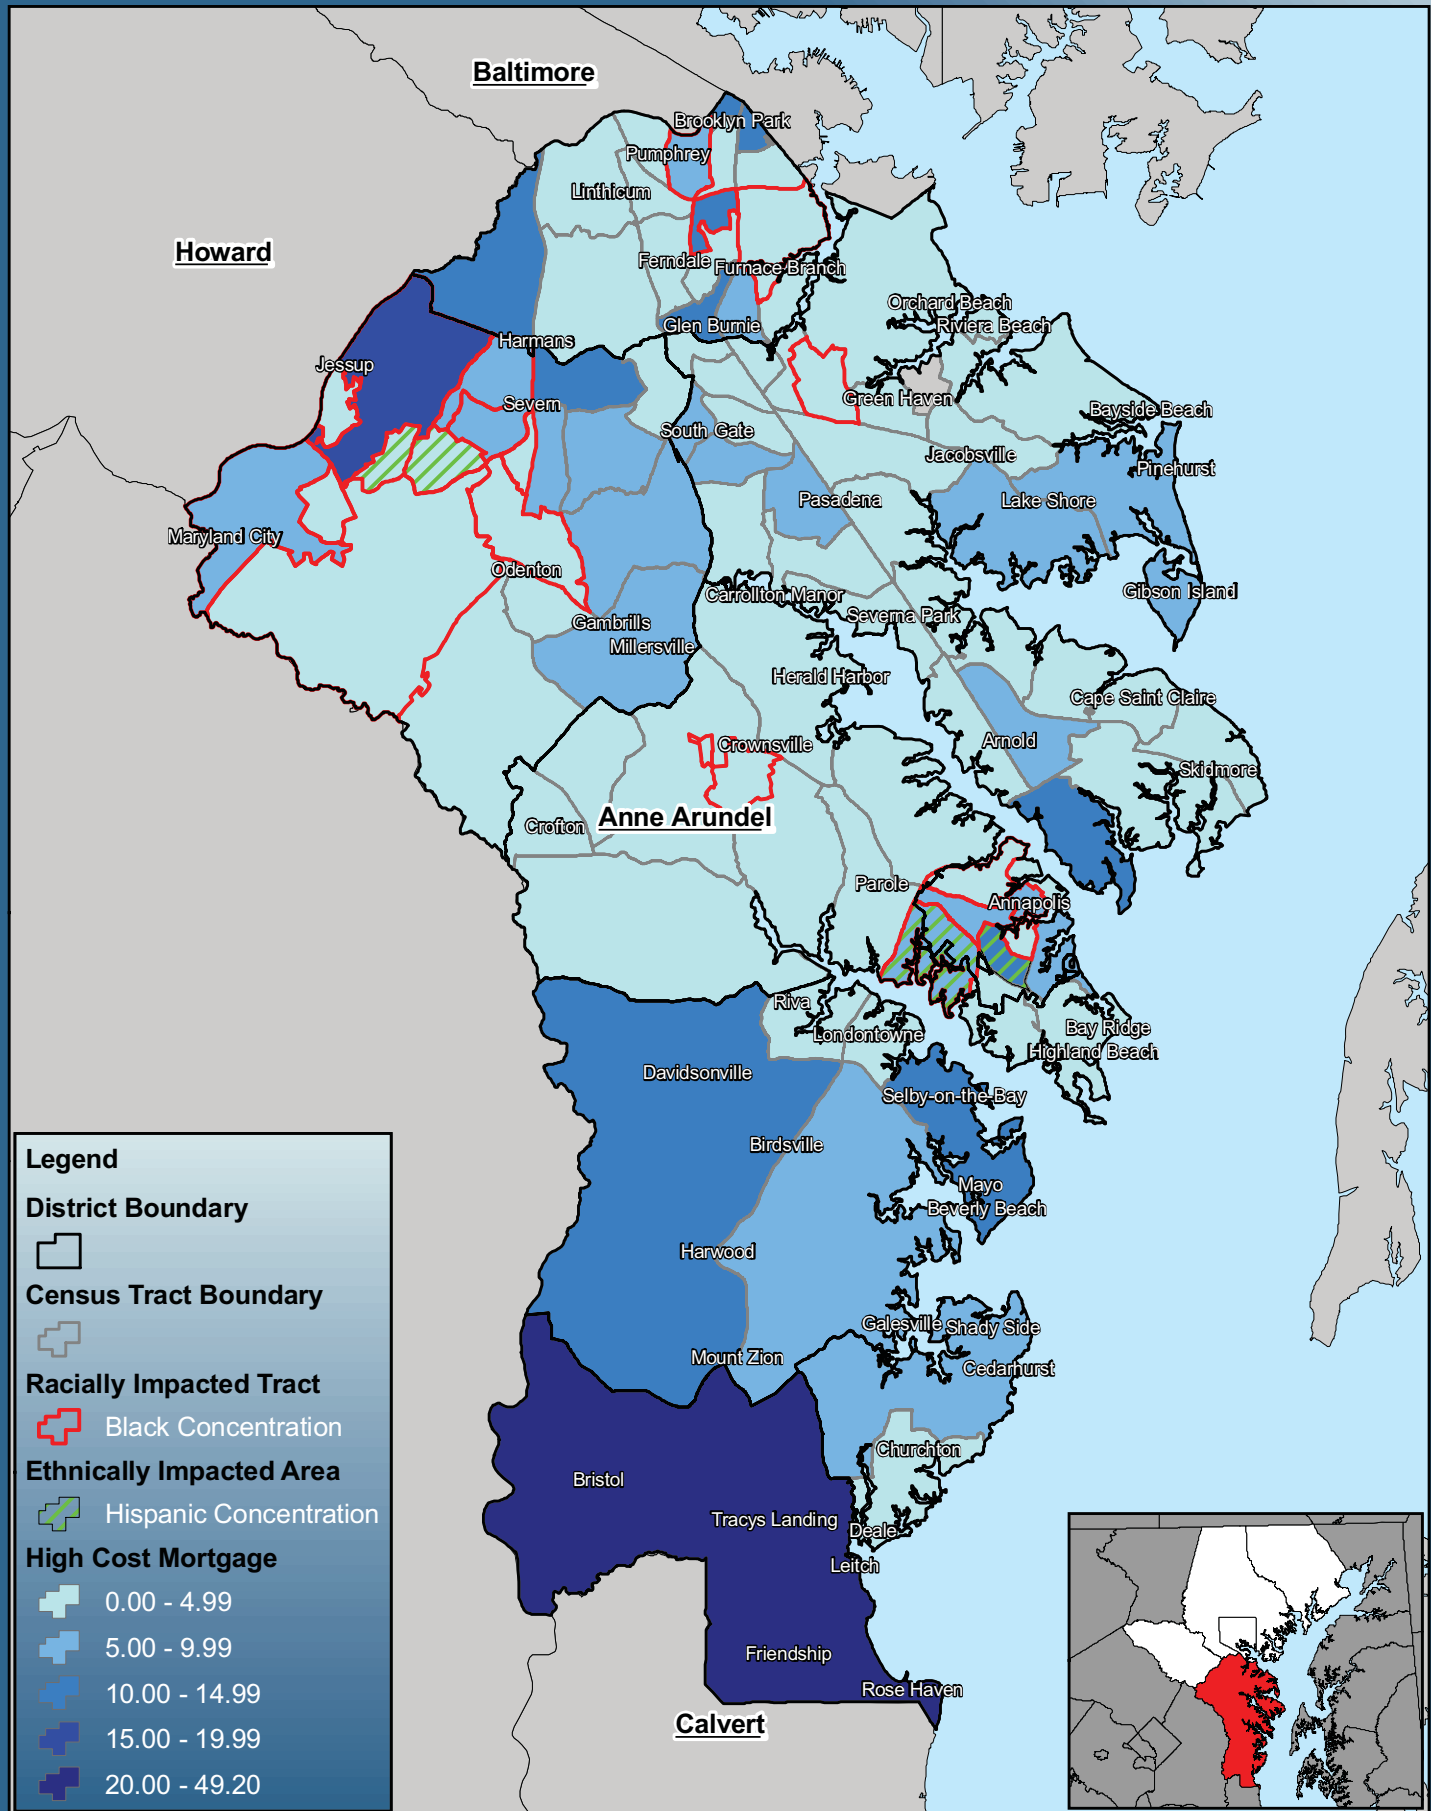 Baltimore
Brooklyn Park
Pumphrey
Linthicum
Howard
Ferndale
Furnace Branch
Orchard Beach
Glen Burnie
Riviera Beach
Harmans
Jessup
Green Haven
Severn
Bayside Beach
South Gate
Jacobsville
Pinehurst
Pasadena
Lake Shore
Maryland City
Odenton
Gibson Island
Carrollton Manor
Severna Park
Gambrills
Millersville
Herald Harbor
Cape Saint Claire
Crownsville
Arnold
Skidmore
Anne Arundel
Crofton
Parole
Annapolis
Riva
Londontowne
Bay Ridge
Highland Beach
Davidsonville
Selby-on-the-Bay
Birdsville
Mayo
Beverly Beach
Harwood
Galesville
Shady Side
Mount Zion
Cedarhurst
Churchton
Bristol
Tracys Landing
Deale
Leitch
Friendship
Rose Haven
Calvert
Legend
District Boundary
Census Tract Boundary
Racially Impacted Tract
Black Concentration
Ethnically Impacted Area
Hispanic Concentration
High Cost Mortgage
0.00 - 4.99
5.00 - 9.99
10.00 - 14.99
15.00 - 19.99
20.00 - 49.20